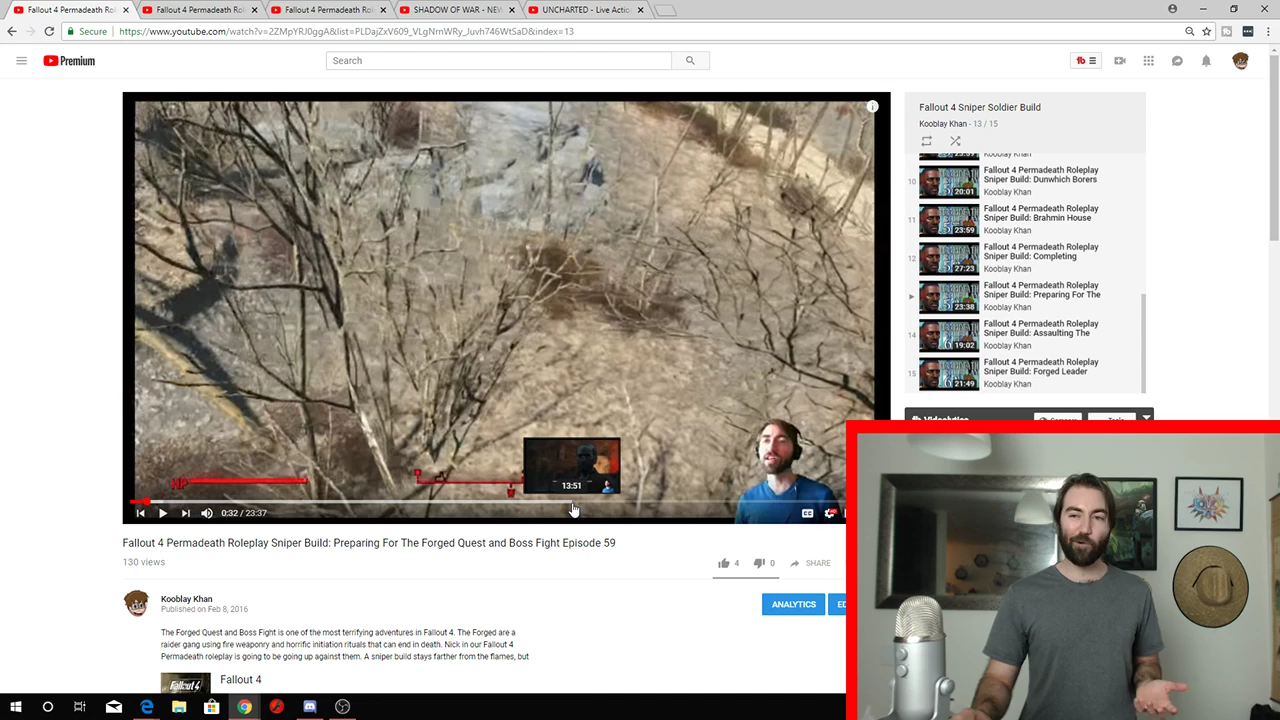 Fallout 4 Permadeath Ro
Fallout 4 Permadeath Rol
Fallout 4 Permadeath Rol
SHADOW OF WAR - NEW
UNCHARTED - Live Actio
Secure
https://www.youtube.com/watch?v=2ZMpYRJ0ggA&list=PLDajZxV609_VLgNrnWRy_Juvh746WtSaD&index=13
Premium
Search
fb
Fallout 4 Sniper Soldier Build
Kooblay Khan - 13 / 15
Kooblay Khan
10
Fallout 4 Permadeath Roleplay
Sniper Build: Dunwhich Borers
20:01
Kooblay Khan
11
Fallout 4 Permadeath Roleplay
Sniper Build: Brahmin House
23:59
Kooblay Khan
12
Fallout 4 Permadeath Roleplay
Sniper Build: Completing
27:23
Kooblay Khan
Fallout 4 Permadeath Roleplay
Sniper Build: Preparing For The
23:38
Kooblay Khan
14
Fallout 4 Permadeath Roleplay
Sniper Build: Assaulting The
19:02
Kooblay Khan
15
Fallout 4 Permadeath Roleplay
Sniper Build: Forged Leader
21:49
Kooblay Khan
HP
13:51
0:32 / 23:37
CC
Fallout 4 Permadeath Roleplay Sniper Build: Preparing For The Forged Quest and Boss Fight Episode 59
130 views
4
0
SHARE
Kooblay Khan
Published on Feb 8, 2016
ANALYTICS
The Forged Quest and Boss Fight is one of the most terrifying adventures in Fallout 4. The Forged are a
raider gang using fire weaponry and horrific initiation rituals that can end in death. Nick in our Fallout 4
Permadeath roleplay is going to be going up against them. A sniper build stays farther from the flames, but
Fallout 4